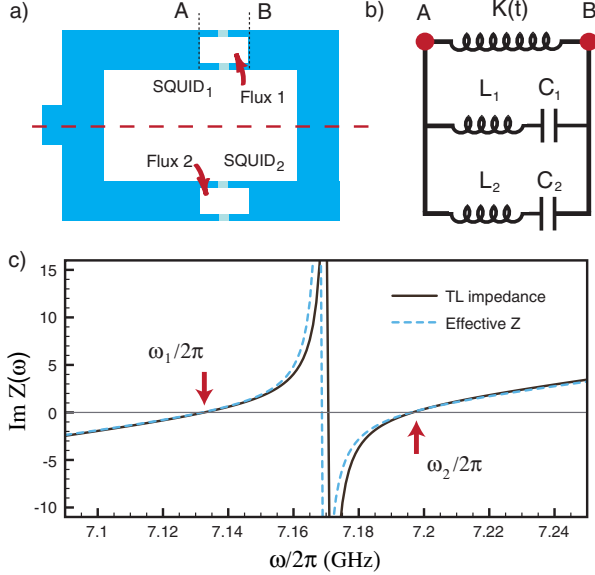 a)
A
B
SQUID₁
Flux 1
Flux 2
SQUID₂
b)
A
K(t)
B
L₁
C₁
L₂
C₂
c)
Im Z(ω)
15
10
5
0
-5
-10
TL impedance
Effective Z
ω₁/2π
ω₂/2π
7.1
7.12
7.14
7.16
7.18
7.2
7.22
7.24
ω/2π (GHz)